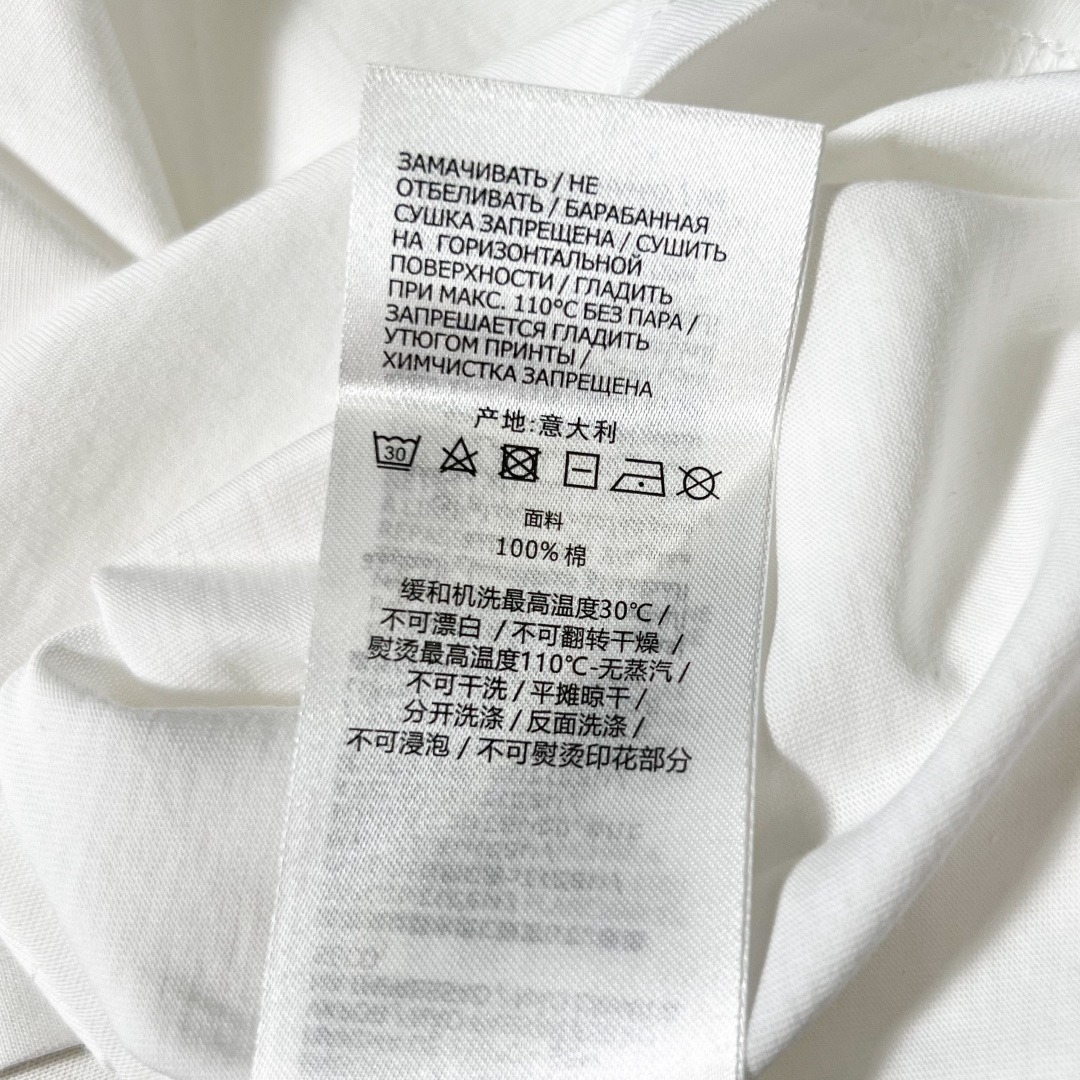 ЗАМАЧИВАТЬ / НЕ
ОТБЕЛИВАТЬ / БАРАБАННАЯ
СУШКА ЗАПРЕЩЕНА / СУШИТЬ
НА ГОРИЗОНТАЛЬНОЙ
ПОВЕРХНОСТИ / ГЛАДИТЬ
ПРИ МАКС. 110°C БЕЗ ПАРА /
ЗАПРЕШАЕТСЯ ГЛАДИТЬ
УТЮГОМ ПРИНТЫ /
ХИМЧИСТКА ЗАПРЕЩЕНА
产地:意大利
30
面料
100% 棉
缓和机洗最高温度30℃ /
不可漂白 / 不可翻转干燥 /
熨烫最高温度110℃-无蒸汽 /
不可干洗 / 平摊晾干 /
分开洗涤 / 反面洗涤 /
不可浸泡 / 不可熨烫印花部分